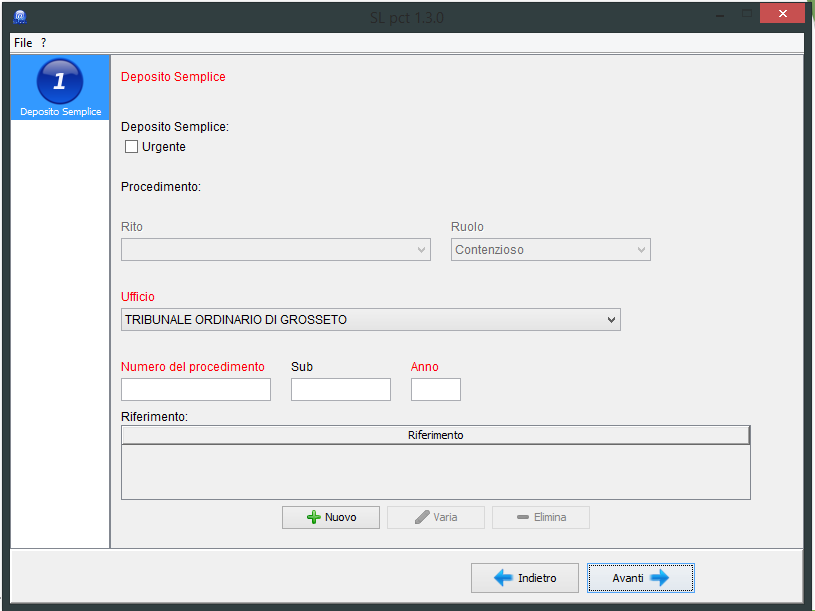 SL pct 1.3.0
File ?
1
Deposito Semplice
Deposito Semplice
Deposito Semplice:
Urgente
Procedimento:
Rito Ruolo
Contenzioso
Ufficio
TRIBUNALE ORDINARIO DI GROSSETO
Numero del procedimento Sub Anno
Riferimento:
Riferimento
Nuovo Varia Elimina
Indietro Avanti